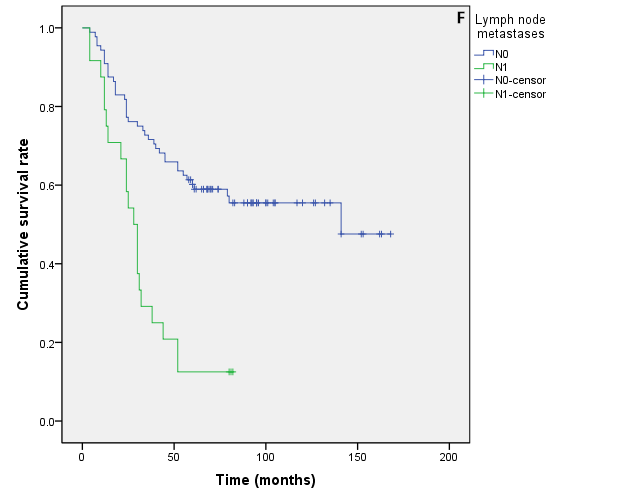 F
Lymph node
metastases
N0
N1
N0-censor
N1-censor
Cumulative survival rate
1.0
0.8
0.6
0.4
0.2
0.0
0 50 100 150 200
Time (months)